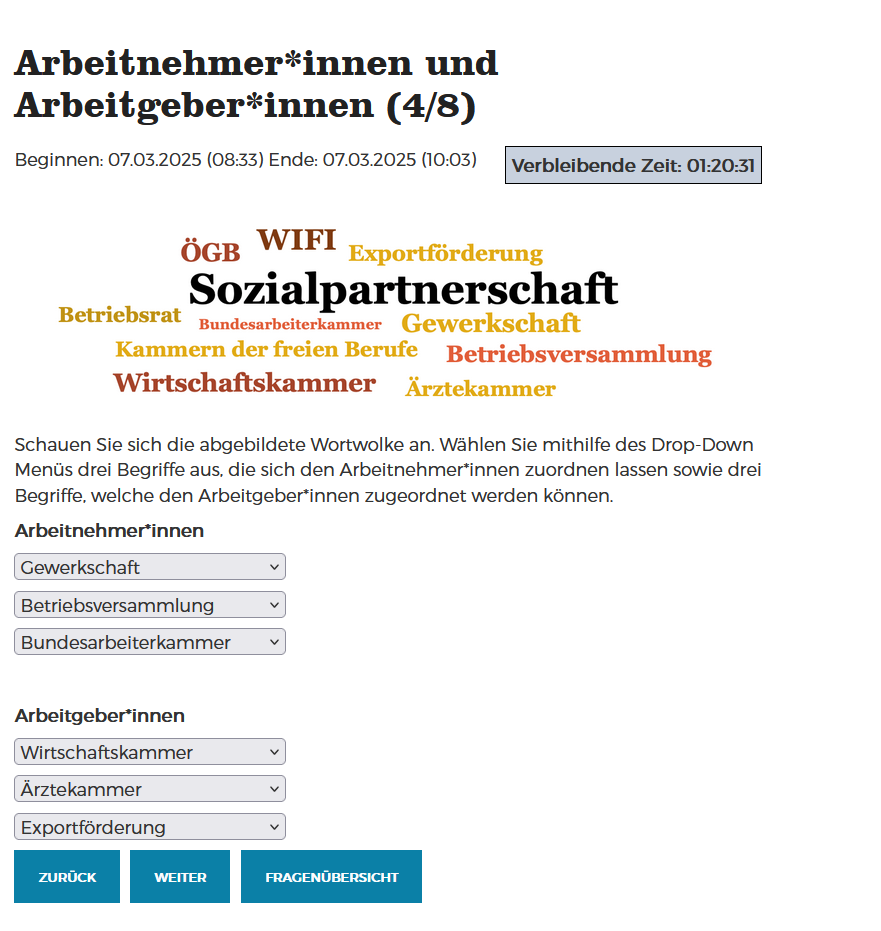 Arbeitnehmer*innen und
Arbeitgeber*innen (4/8)
Beginnen: 07.03.2025 (08:33) Ende: 07.03.2025 (10:03)
Verbleibende Zeit: 01:20:31
WIFI
ÖGB
Exportförderung
Sozialpartnerschaft
Betriebsrat
Bundesarbeiterkammer
Gewerkschaft
Kammern der freien Berufe
Betriebsversammlung
Wirtschaftskammer
Ärztekammer
Schauen Sie sich die abgebildete Wortwolke an. Wählen Sie mithilfe des Drop-Down
Menüs drei Begriffe aus, die sich den Arbeitnehmer*innen zuordnen lassen sowie drei
Begriffe, welche den Arbeitgeber*innen zugeordnet werden können.
Arbeitnehmer*innen
Gewerkschaft
Betriebsversammlung
Bundesarbeiterkammer
Arbeitgeber*innen
Wirtschaftskammer
Ärztekammer
Exportförderung
ZURÜCK
WEITER
FRAGENÜBERSICHT